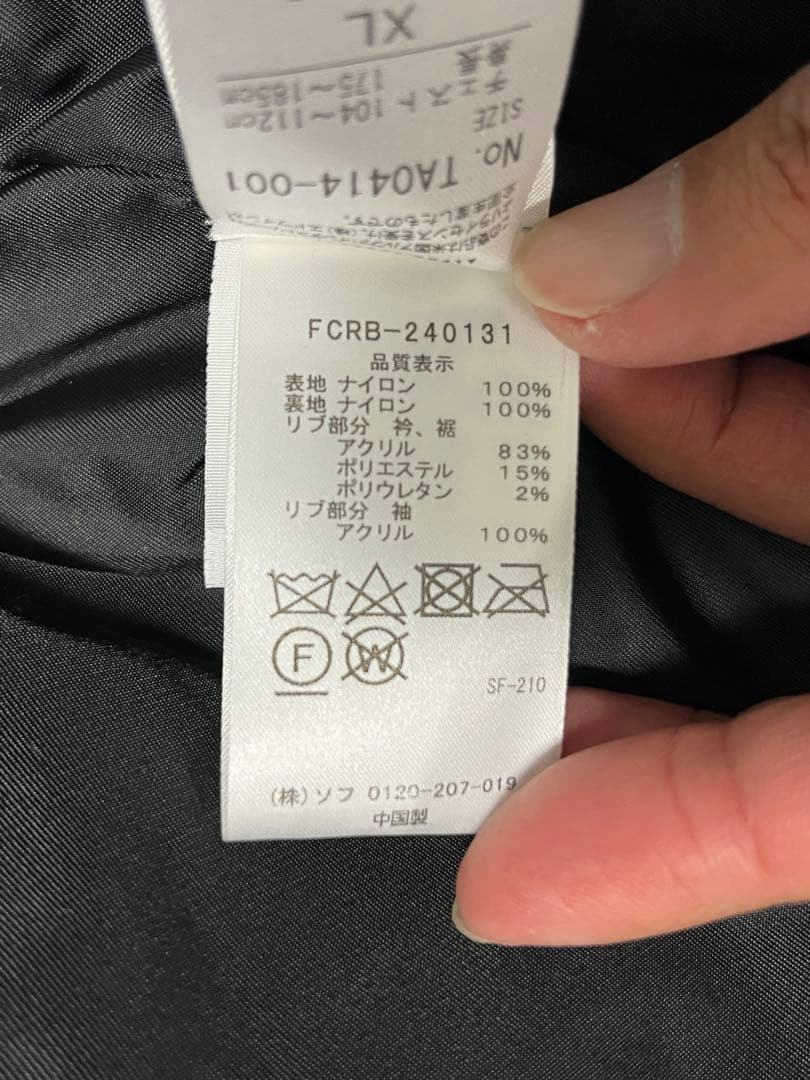 XL
身長 175〜185cm
チェスト 104〜112cm
SIZE
No. TA0414-001
FCRB-240131
品質表示
表地 ナイロン 100%
裏地 ナイロン 100%
リブ部分 衿、裾
アクリル 83%
ポリエステル 15%
ポリウレタン 2%
リブ部分 袖
アクリル 100%
F W
SF-210
(株)ソフ 0120-207-019
中国製